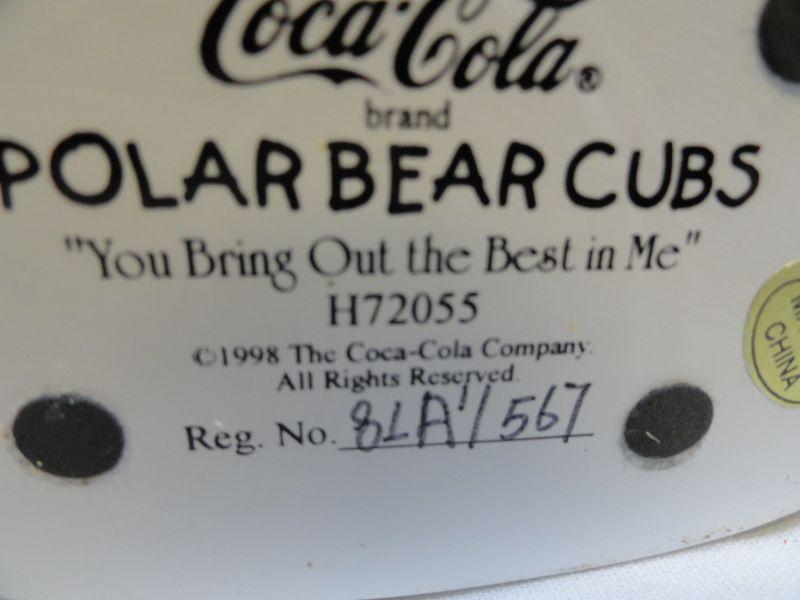 Coca-Cola®
brand
POLAR BEAR CUBS
"You Bring Out the Best in Me"
H72055
©1998 The Coca-Cola Company.
All Rights Reserved.
Reg. No. 8LA'/567
CHINA